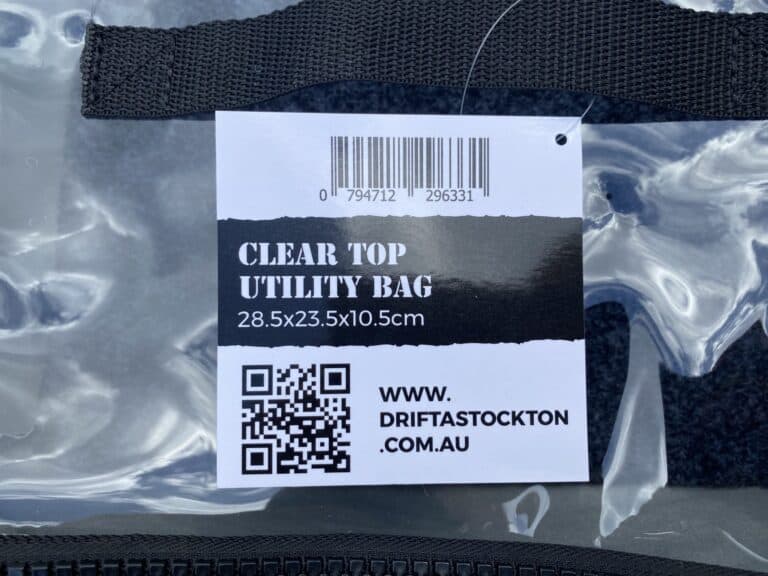 0 794712 296331
CLEAR TOP
UTILITY BAG
28.5x23.5x10.5cm
WWW.
DRIFTASTOCKTON
.COM.AU